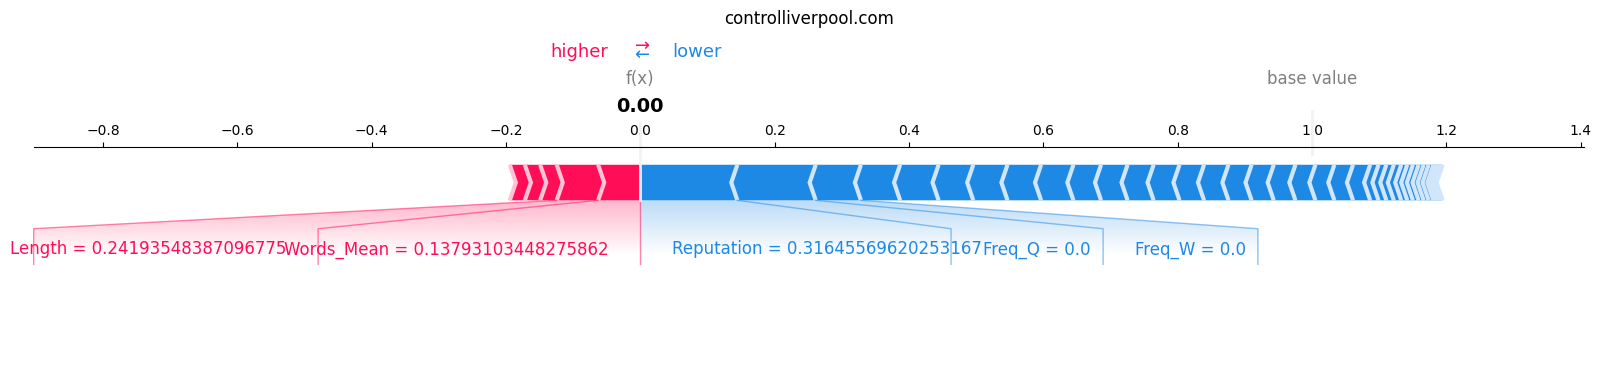 controlliverpool.com
higher ⇄ lower
f(x) base value
0.00
−0.8 −0.6 −0.4 −0.2 0.0 0.2 0.4 0.6 0.8 1.0 1.2 1.4
Length = 0.24193548387096775 Words_Mean = 0.13793103448275862 Reputation = 0.31645569620253167 Freq_Q = 0.0 Freq_W = 0.0